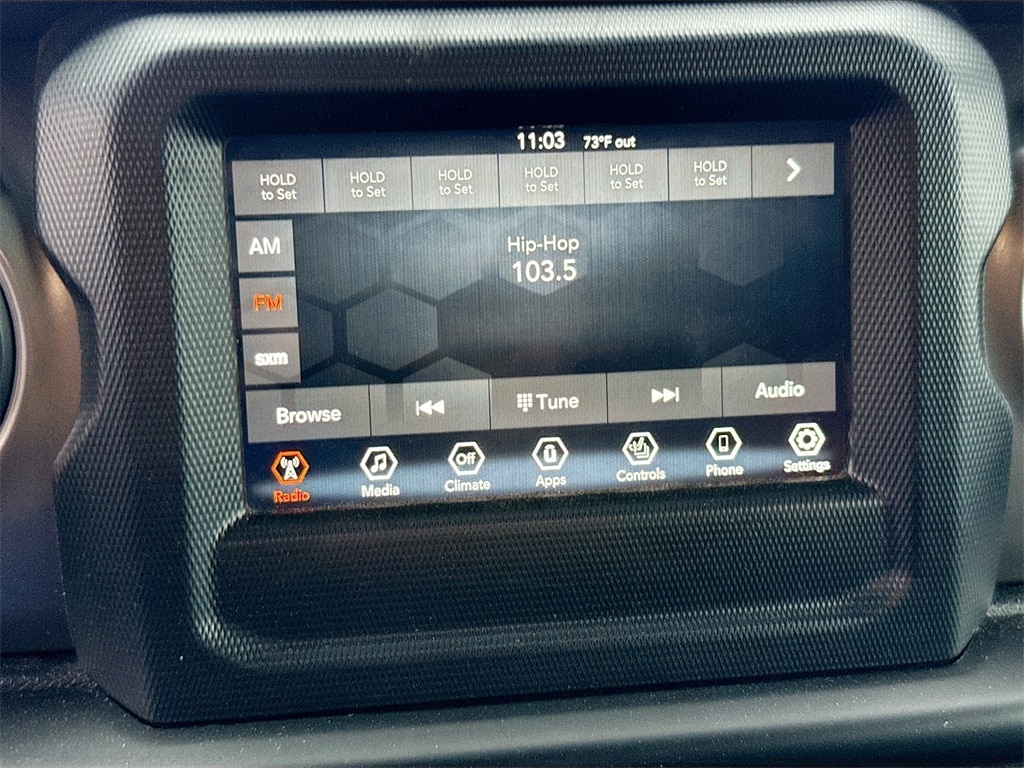 11:03 73°F out
HOLD to Set
HOLD to Set
HOLD to Set
HOLD to Set
HOLD to Set
HOLD to Set
AM
Hip-Hop
103.5
FM
sxm
Browse
Tune
Audio
Radio
Media
Off
Climate
Apps
Controls
Phone
Settings